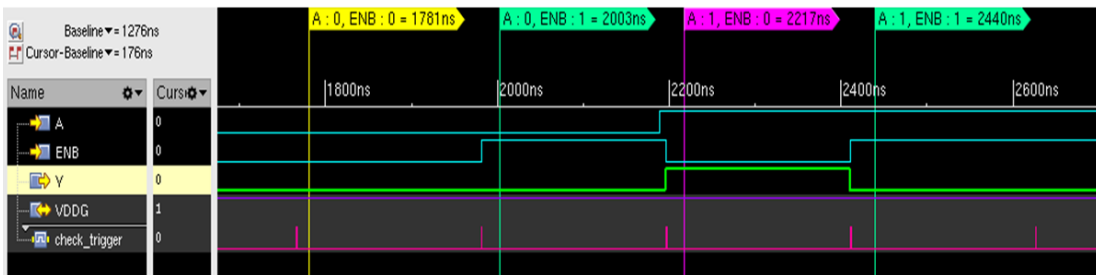 A : 0, ENB : 0 = 1781ns
A : 0, ENB : 1 = 2003ns
A : 1, ENB : 0 = 2217ns
A : 1, ENB : 1 = 2440ns
Baseline▼= 1276ns
Cursor-Baseline▼= 176ns
Name
1800ns
2000ns
2200ns
2400ns
2600ns
A 0
ENB 0
Y 0
VDDG 1
check_trigger 0